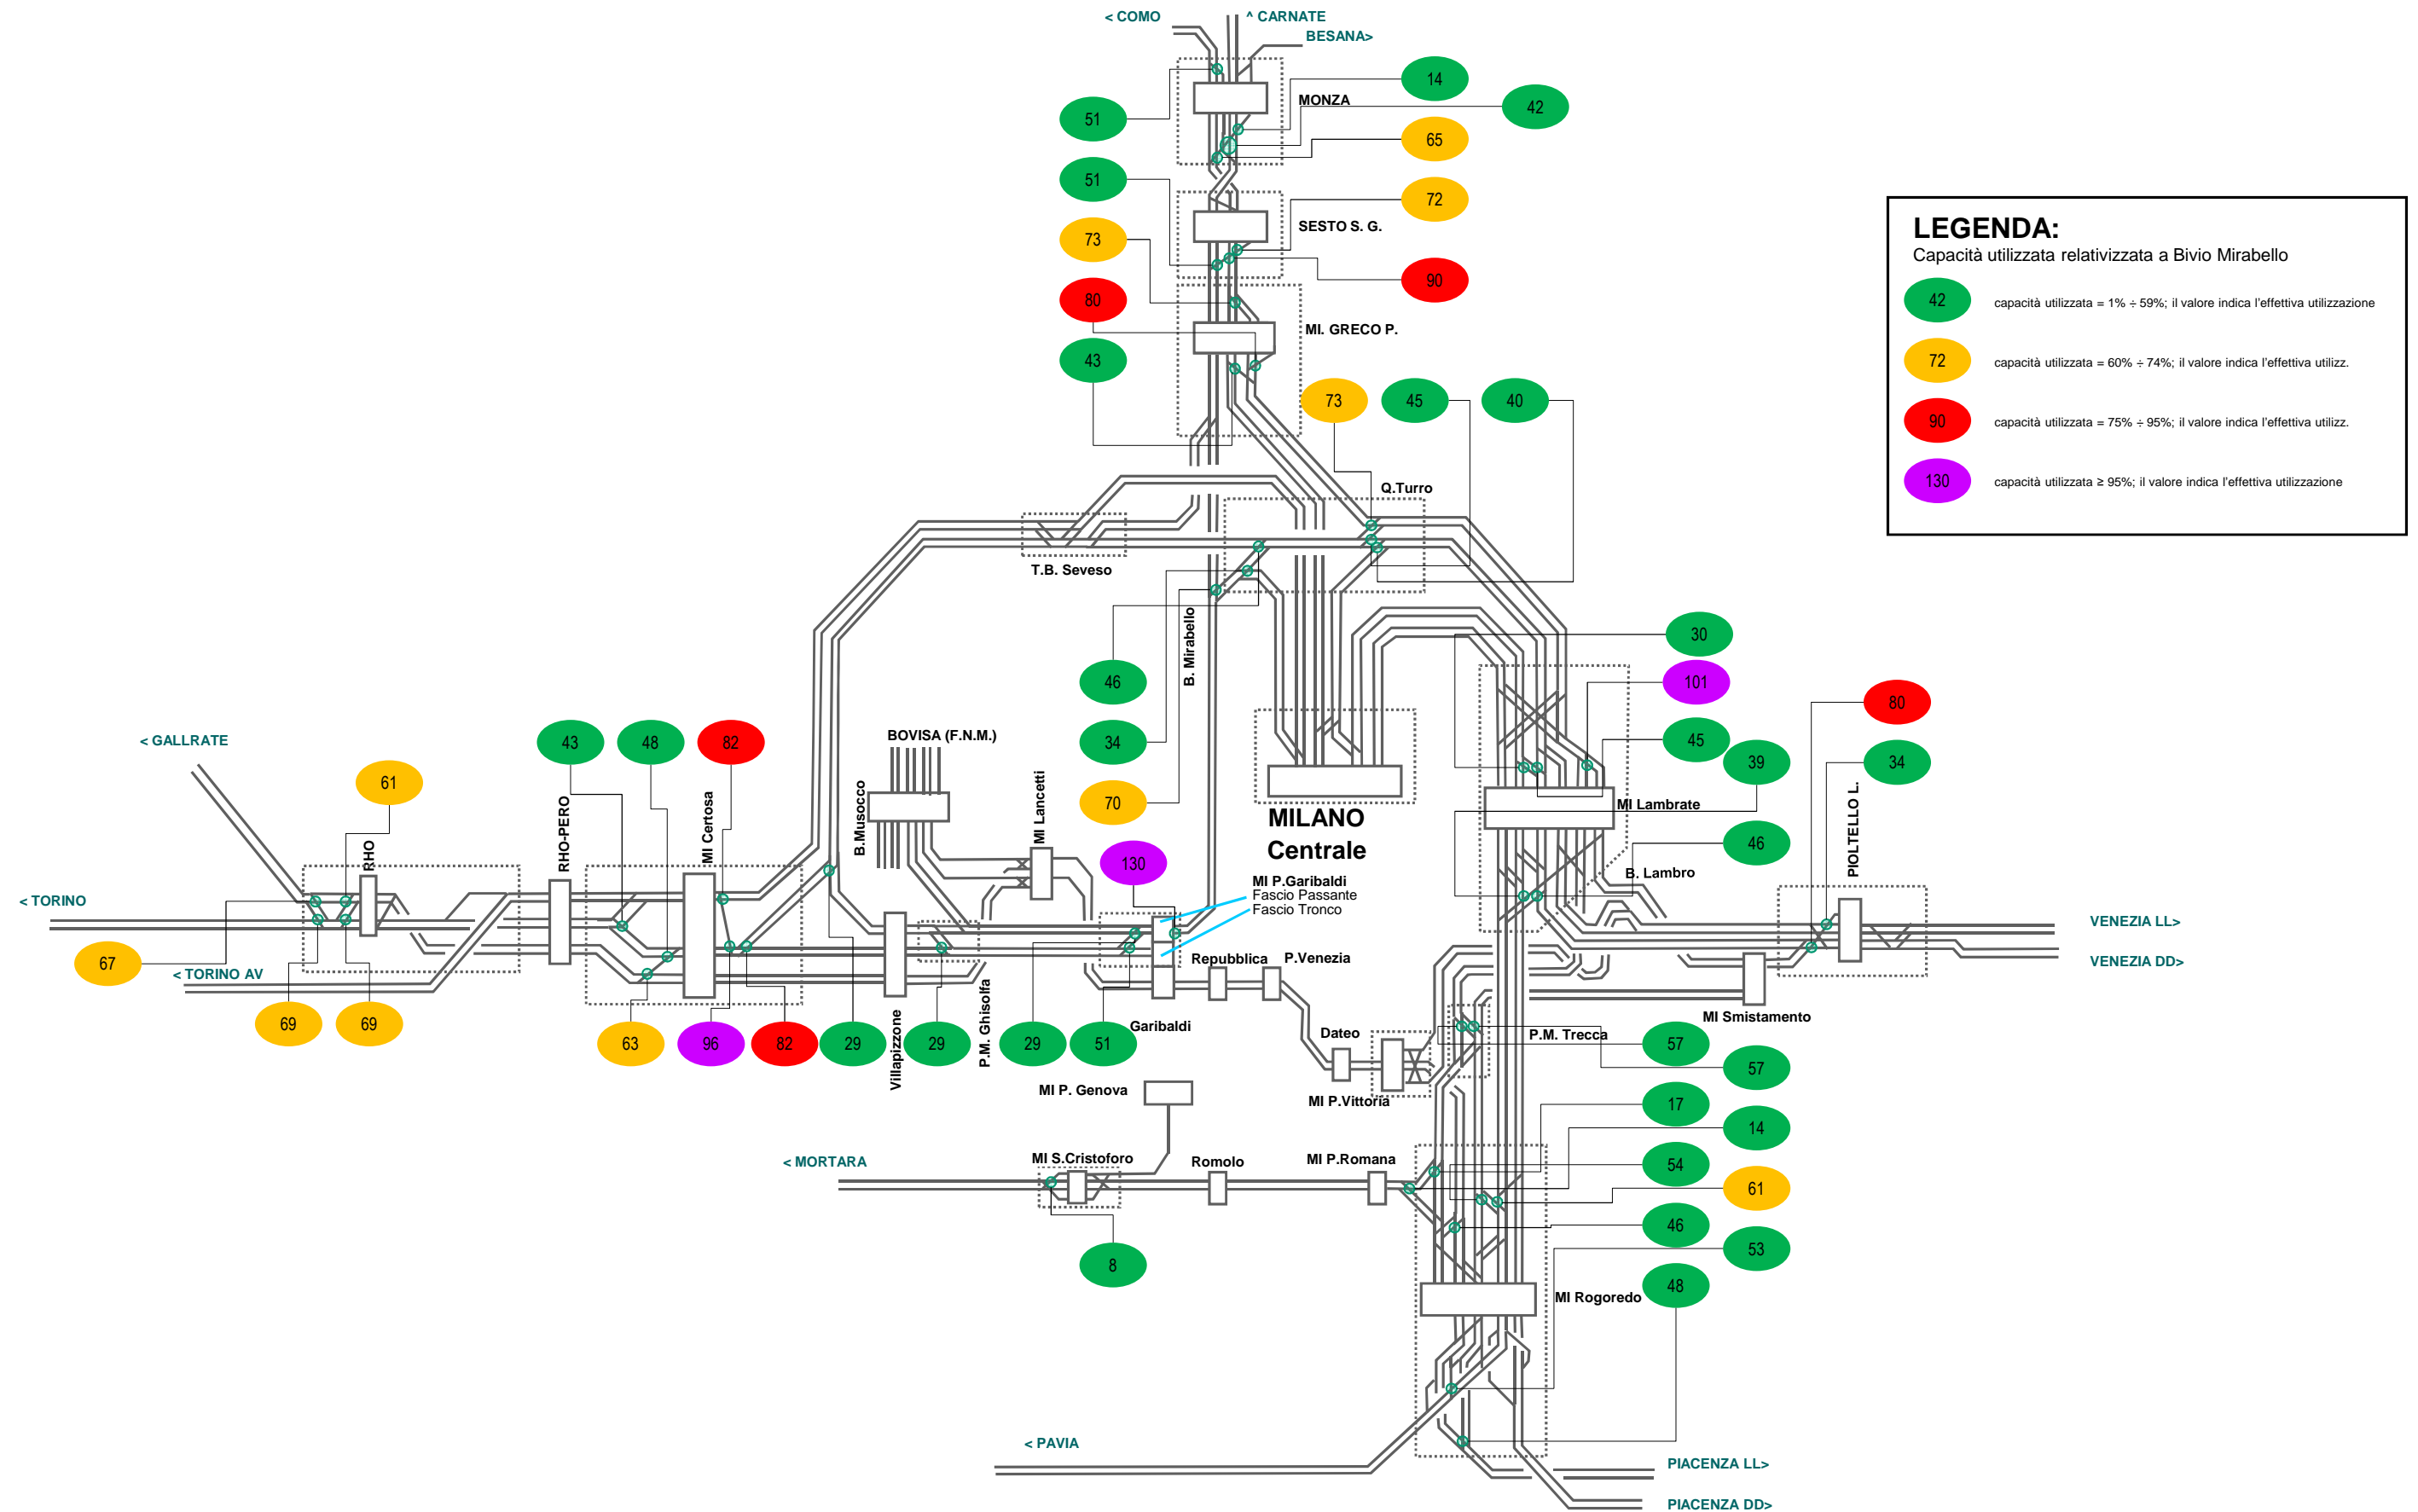 < COMO
^ CARNATE
BESANA>
14
MONZA
42
51
65
51
72
SESTO S. G.
73
90
80
MI. GRECO P.
43
73
45
40
LEGENDA:
Capacità utilizzata relativizzata a Bivio Mirabello
42
capacità utilizzata = 1% ÷ 59%; il valore indica l'effettiva utilizzazione
72
capacità utilizzata = 60% ÷ 74%; il valore indica l'effettiva utilizz.
90
capacità utilizzata = 75% ÷ 95%; il valore indica l'effettiva utilizz.
130
capacità utilizzata ≥ 95%; il valore indica l'effettiva utilizzazione
Q.Turro
T.B. Seveso
B. Mirabello
30
46
101
80
< GALLRATE
43
48
82
BOVISA (F.N.M.)
34
45
39
34
61
70
MILANO
Centrale
MI Lambrate
RHO
RHO-PERO
MI Certosa
B.Musocco
MI Lancetti
130
46
PIOLTELLO L.
B. Lambro
MI P.Garibaldi
Fascio Passante
Fascio Tronco
< TORINO
VENEZIA LL>
67
< TORINO AV
Repubblica
P.Venezia
VENEZIA DD>
69
69
63
96
82
29
Villapizzone
29
P.M. Ghisolfa
29
51
Garibaldi
Dateo
MI Smistamento
P.M. Trecca
57
57
MI P. Genova
MI P.Vittoria
17
14
< MORTARA
MI S.Cristoforo
Romolo
MI P.Romana
54
61
46
53
8
48
MI Rogoredo
< PAVIA
PIACENZA LL>
PIACENZA DD>